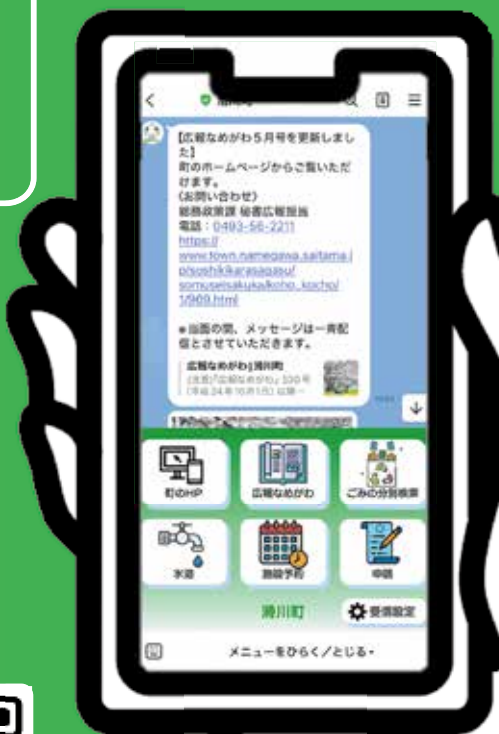 【広報なめがわ5月号を更新しまし
た】
町のホームページからご覧いただ
けます。
《お問い合わせ》
総務政策課 秘書広報担当
電話：0493-56-2211
https://
www.town.namegawa.saitama.j
p/soshikikarasagasu/
somuseisakuka/koho_kocho/
1/909.html
※当面の間、メッセージは一斉配
信とさせていただきます。
広報なめがわ|滑川町
町のHP
広報なめがわ
ごみの分別検索
水道
施設予約
申請
滑川町
受信設定
メニューをひらく/とじる